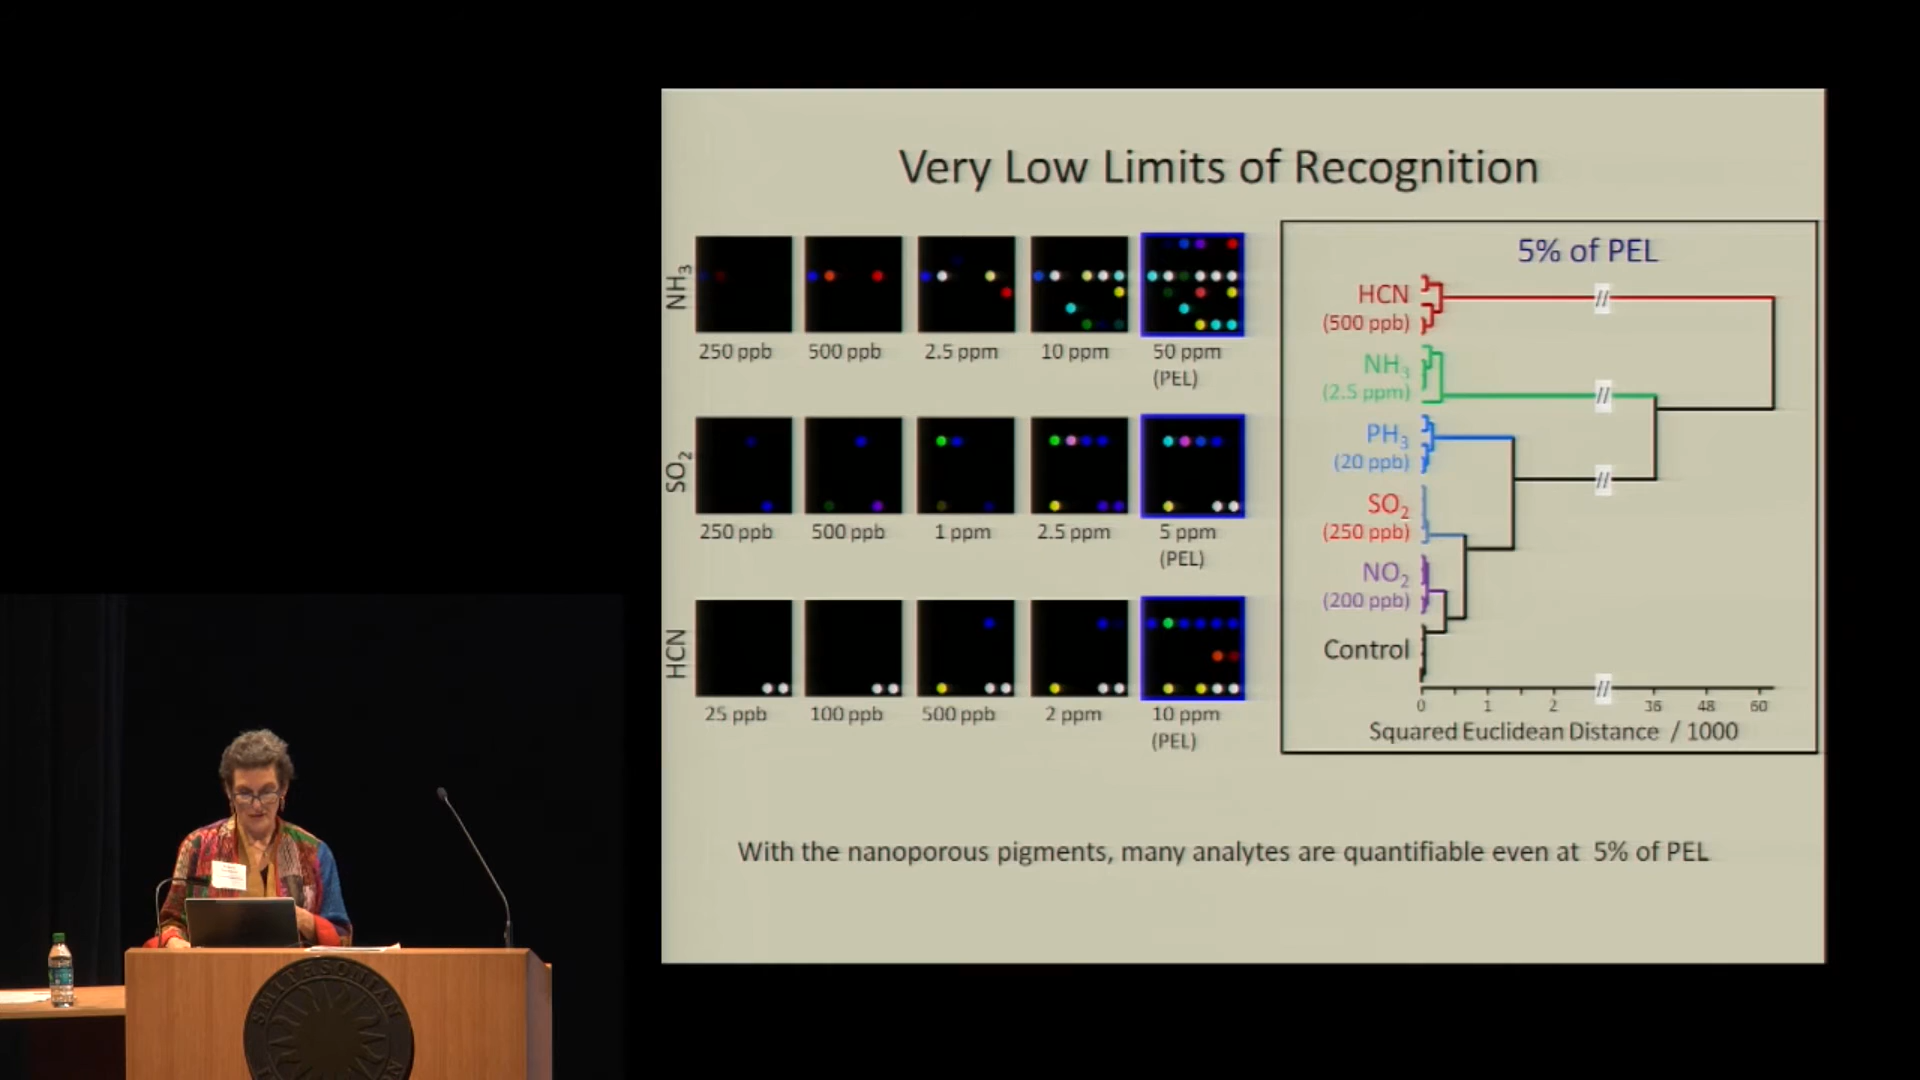 Very Low Limits of Recognition
NH3
250 ppb
500 ppb
2.5 ppm
10 ppm
50 ppm
(PEL)
SO2
250 ppb
500 ppb
1 ppm
2.5 ppm
5 ppm
(PEL)
HCN
25 ppb
100 ppb
500 ppb
2 ppm
10 ppm
(PEL)
5% of PEL
HCN
(500 ppb)
NH3
(2.5 ppm)
PH3
(20 ppb)
SO2
(250 ppb)
NO2
(200 ppb)
Control
0 1 2 // 36 48 60
Squared Euclidean Distance / 1000
With the nanoporous pigments, many analytes are quantifiable even at 5% of PEL
SMITHSONIAN